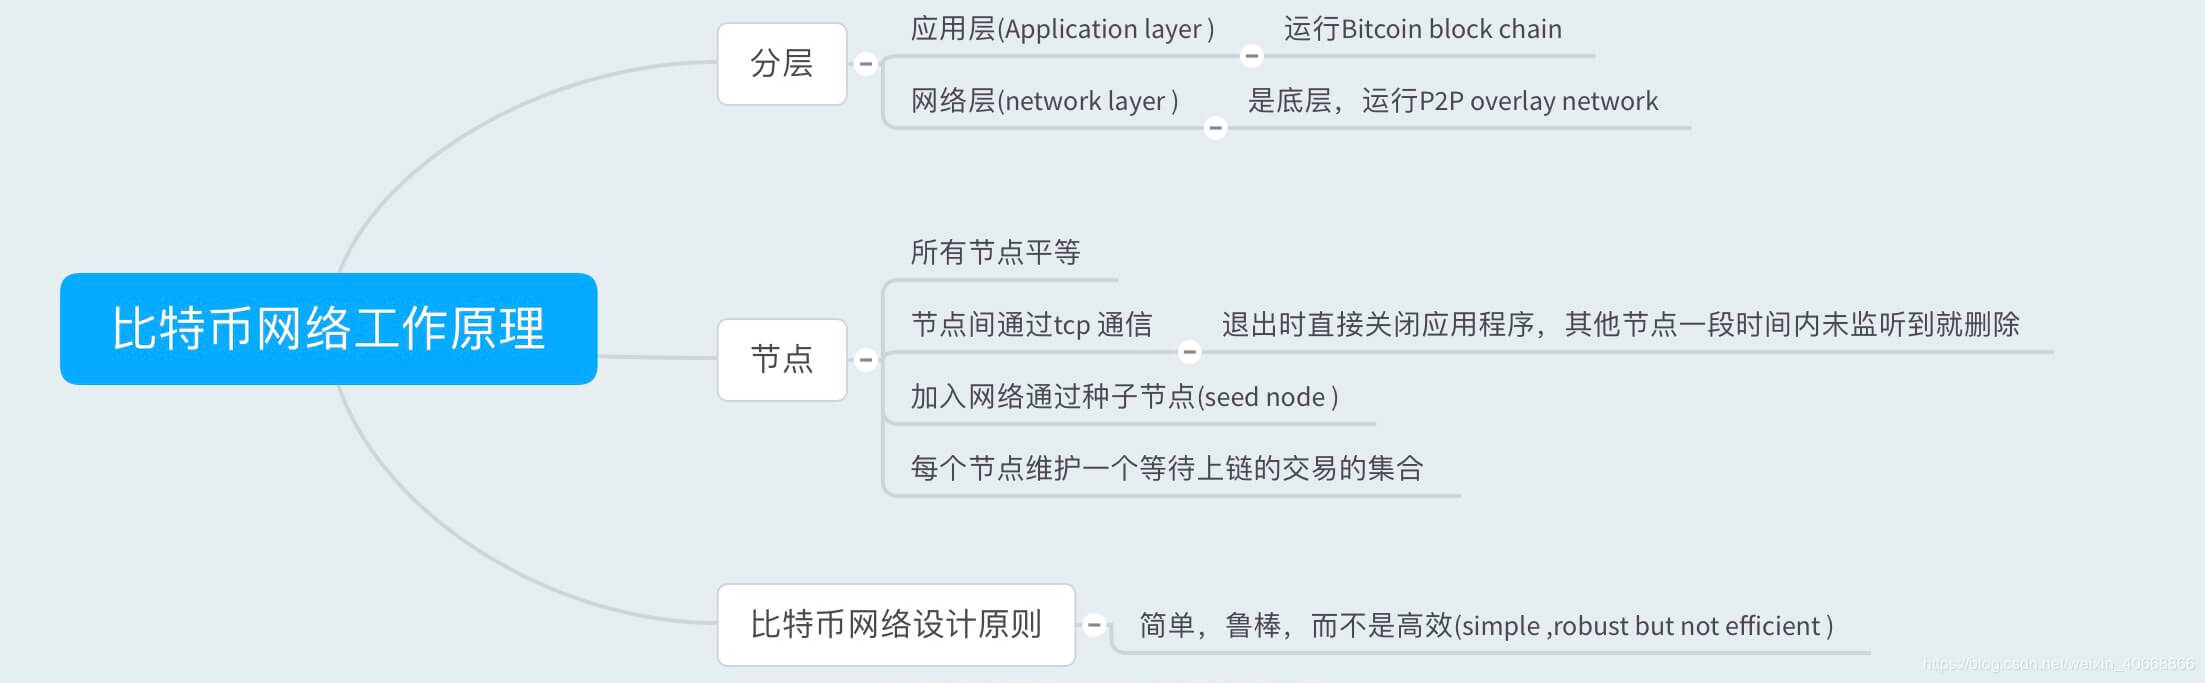 分层
应用层(Application layer )
运行Bitcoin block chain
网络层(network layer )
是底层，运行P2P overlay network
比特币网络工作原理
节点
所有节点平等
节点间通过tcp 通信
退出时直接关闭应用程序，其他节点一段时间内未监听到就删除
加入网络通过种子节点(seed node )
每个节点维护一个等待上链的交易的集合
比特币网络设计原则
简单，鲁棒，而不是高效(simple ,robust but not efficient )
https://blog.csdn.net/weixin_40668866